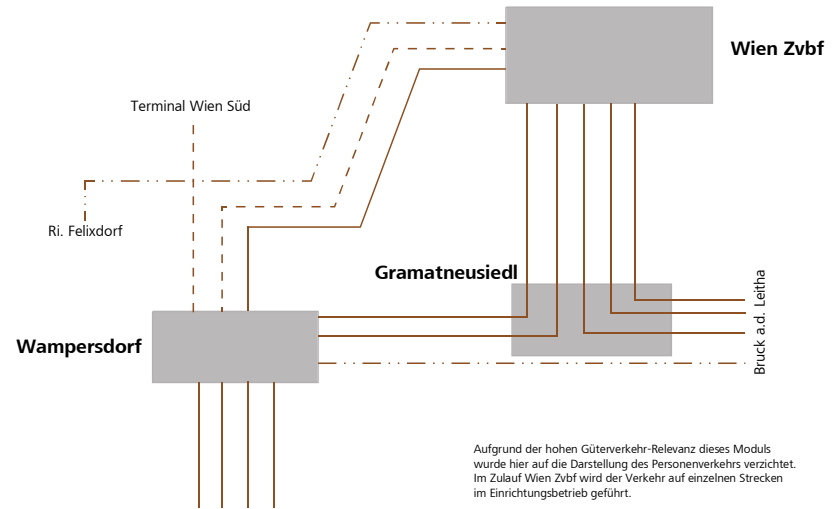 Wien Zvbf
Terminal Wien Süd
Ri. Felixdorf
Gramatneusiedl
Bruck a.d. Leitha
Wampersdorf
Aufgrund der hohen Güterverkehr-Relevanz dieses Moduls
wurde hier auf die Darstellung des Personenverkehrs verzichtet.
Im Zulauf Wien Zvbf wird der Verkehr auf einzelnen Strecken
im Einrichtungsbetrieb geführt.